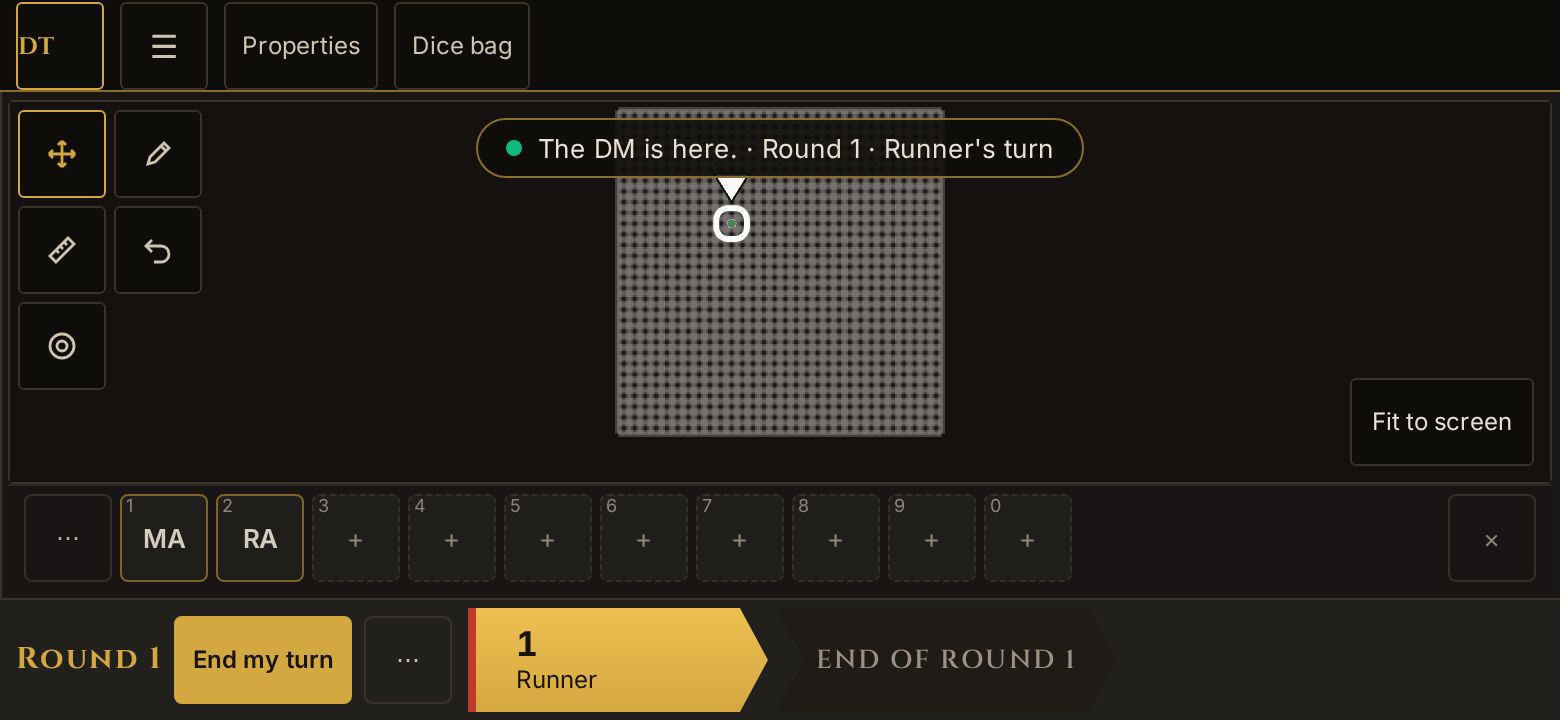 DT
Properties
Dice bag
The DM is here. · Round 1 · Runner's turn
Fit to screen
...
1
MA
2
RA
3
+
4
+
5
+
6
+
7
+
8
+
9
+
0
+
×
ROUND 1
End my turn
...
1
Runner
END OF ROUND 1